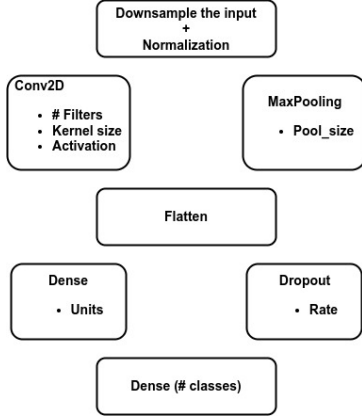 Downsample the input
+
Normalization
Conv2D
• # Filters
• Kernel size
• Activation
MaxPooling
• Pool_size
Flatten
Dense
• Units
Dropout
• Rate
Dense (# classes)